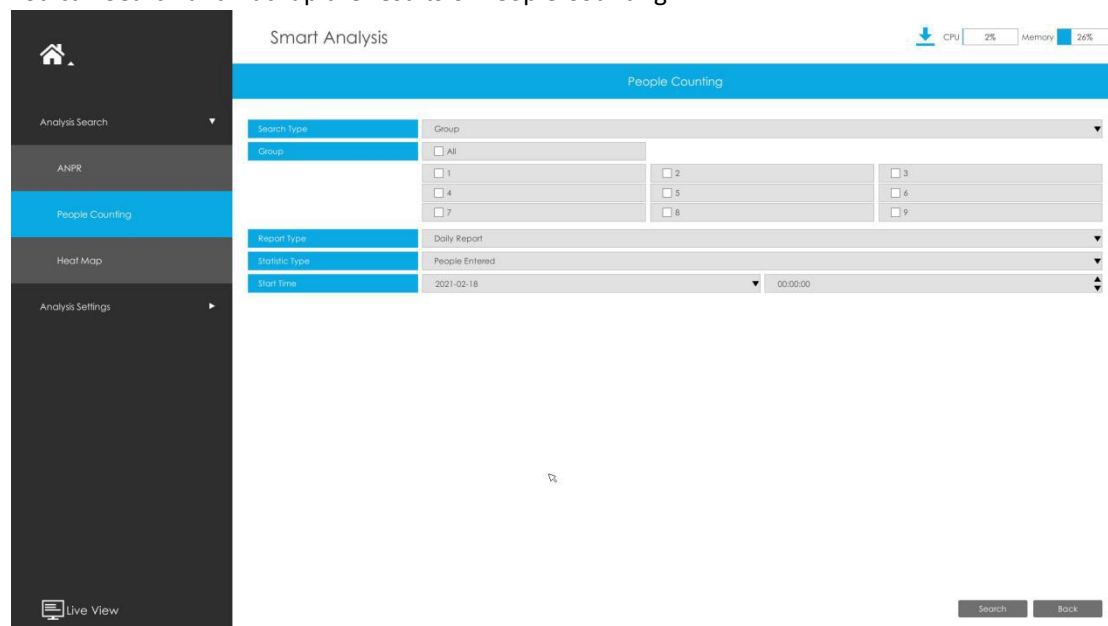 Smart Analysis
CPU 2% Memory 26%
People Counting
Analysis Search
ANPR
People Counting
Heat Map
Analysis Settings
Search Type Group
Group All
1 2 3
4 5 6
7 8 9
Report Type Daily Report
Statistic Type People Entered
Start Time 2021-02-18 00:00:00
Live View
Search Back